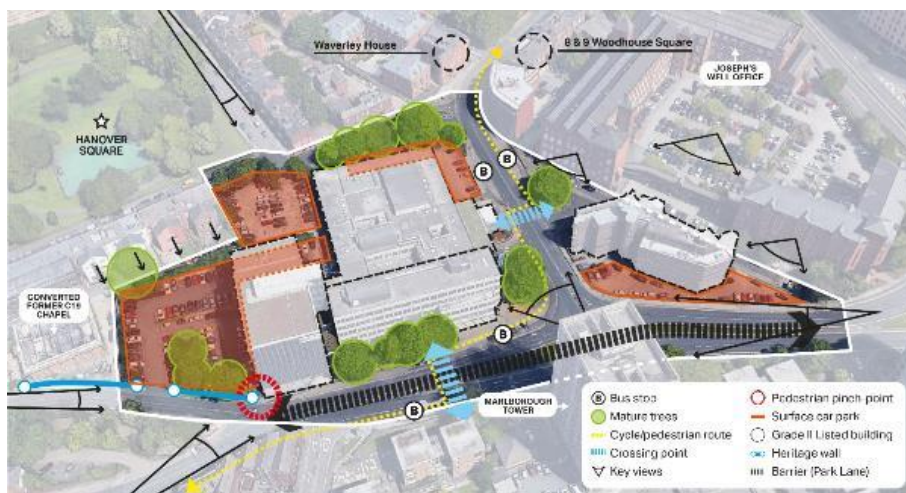 Waverley House
8 & 9 Woodhouse Square
JOSEPH'S
WELL OFFICE
HANOVER
SQUARE
B
B
CONVERTED
FORMER C19
CHAPEL
B
B
MARLBOROUGH
TOWER
B Bus stop
Mature trees
Cycle/pedestrian route
Crossing point
Key views
Pedestrian pinch-point
Surface car park
Grade II Listed building
Heritage wall
Barrier (Park Lane)